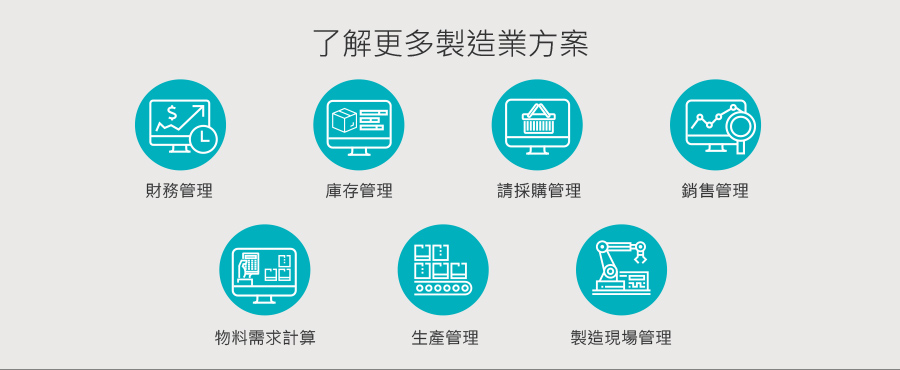 了解更多製造業方案
財務管理
庫存管理
請採購管理
銷售管理
物料需求計算
生產管理
製造現場管理